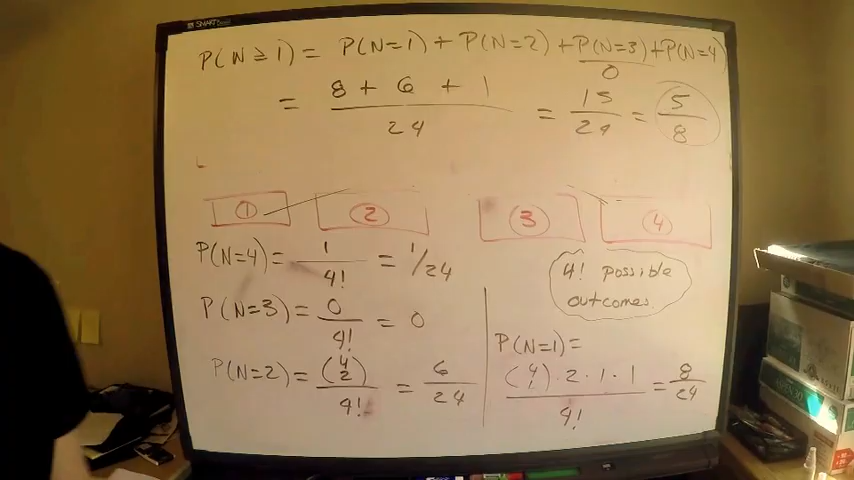 SMART
P(N≥1) = P(N=1) + P(N=2) + P(N=3) + P(N=4)
0
= 8 + 6 + 1 / 24 = 15/24 = 5/8
① ② ③ ④
P(N=4) = 1/4! = 1/24
4! possible
outcomes
P(N=3) = 0/4! = 0
P(N=1) =
P(N=2) = (4 2)/4! = 6/24
(4 1)·2·1·1/4! = 8/24